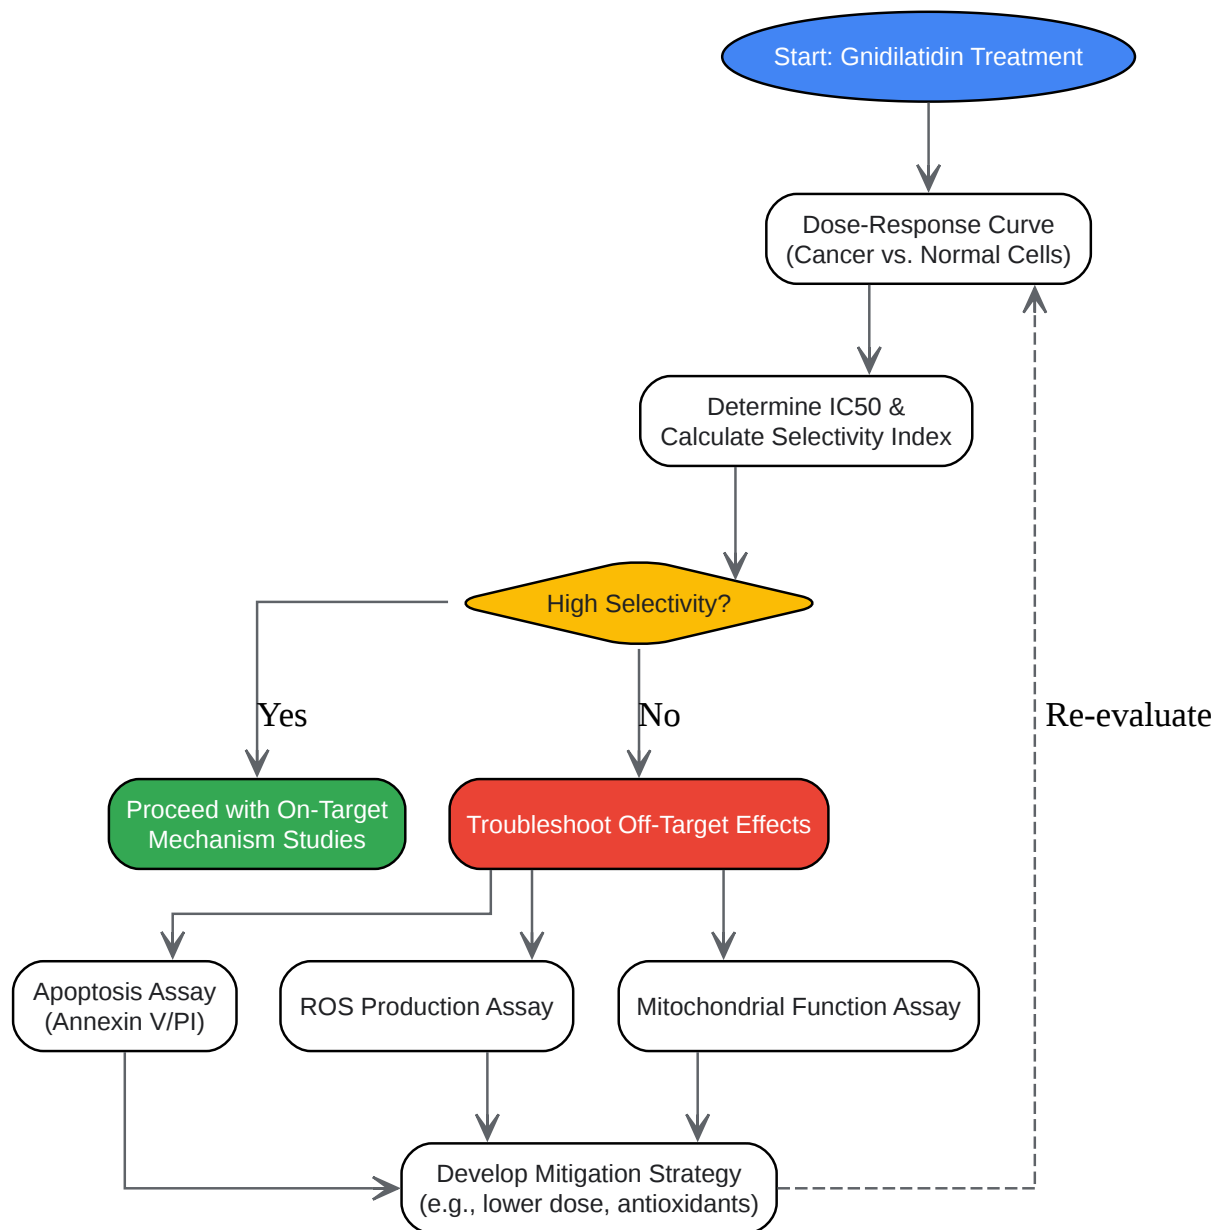 Start: Gnidilatidin Treatment
Dose-Response Curve
(Cancer vs. Normal Cells)
Determine IC50 &
Calculate Selectivity Index
High Selectivity?
Yes
No
Re-evaluate
Proceed with On-Target
Mechanism Studies
Troubleshoot Off-Target Effects
Apoptosis Assay
(Annexin V/PI)
ROS Production Assay
Mitochondrial Function Assay
Develop Mitigation Strategy
(e.g., lower dose, antioxidants)